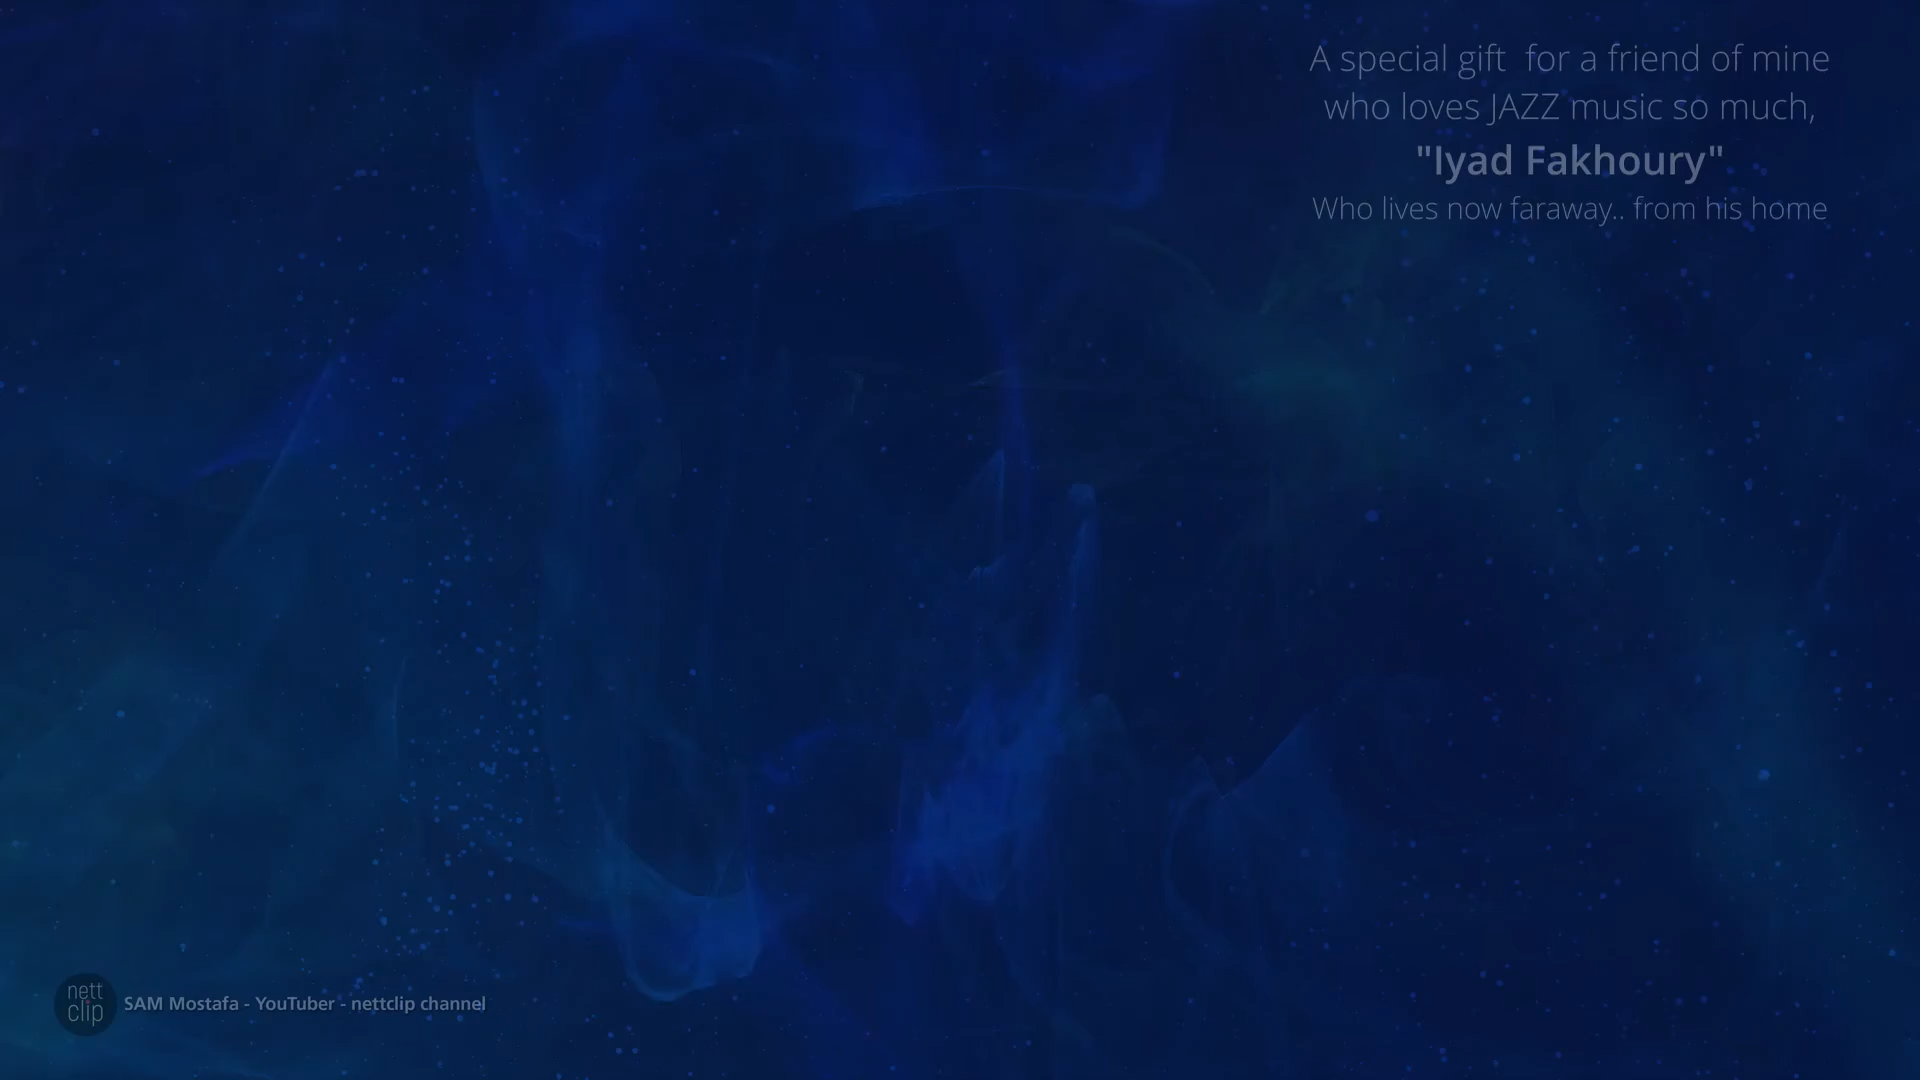 A special gift  for a friend of mine
who loves JAZZ music so much,
"Iyad Fakhoury"
Who lives now faraway.. from his home
nett
clip
SAM Mostafa - YouTuber - nettclip channel